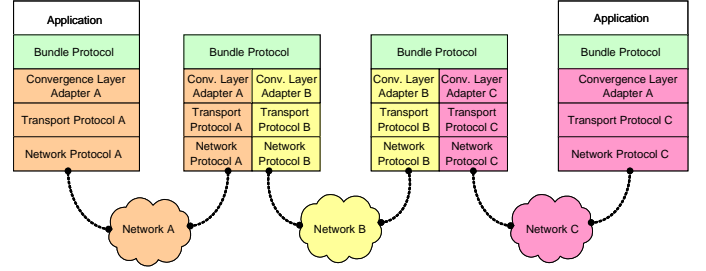 Application
Bundle Protocol
Convergence Layer
Adapter A
Transport Protocol A
Network Protocol A
Bundle Protocol
Conv. Layer
Adapter A
Conv. Layer
Adapter B
Transport
Protocol A
Transport
Protocol B
Network
Protocol A
Network
Protocol B
Bundle Protocol
Conv. Layer
Adapter B
Conv. Layer
Adapter C
Transport
Protocol B
Transport
Protocol C
Network
Protocol B
Network
Protocol C
Application
Bundle Protocol
Convergence Layer
Adapter A
Transport Protocol C
Network Protocol C
Network A
Network B
Network C